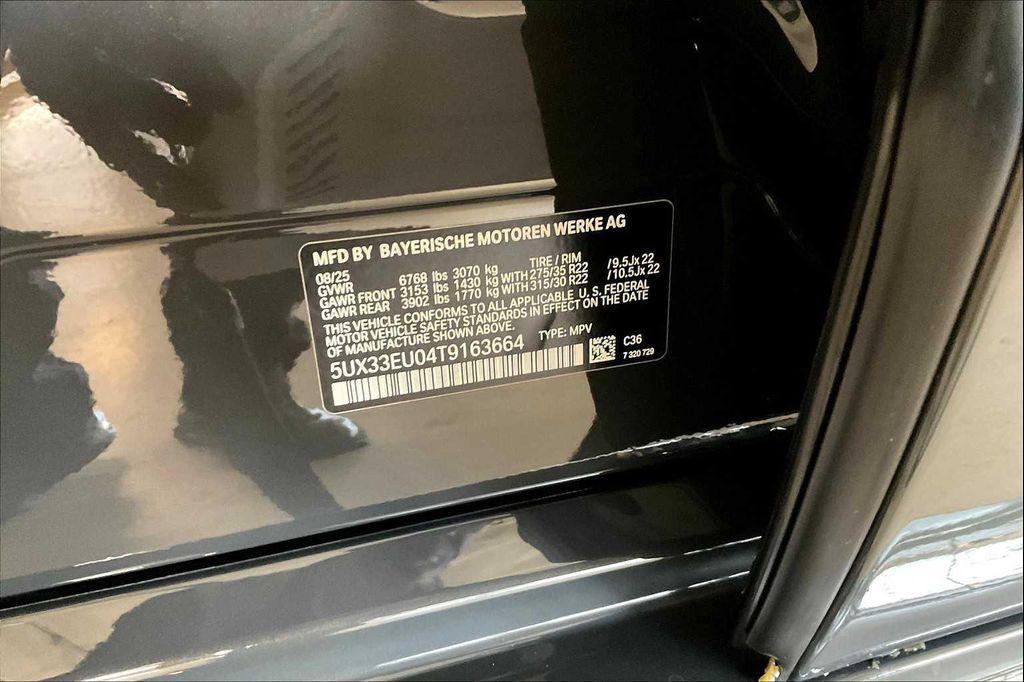 MFD BY BAYERISCHE MOTOREN WERKE AG
08/25 TIRE / RIM
GVWR 6768 lbs 3070 kg
GAWR FRONT 3153 lbs 1430 kg WITH 275/35 R22 /9.5Jx 22
GAWR REAR 3902 lbs 1770 kg WITH 315/30 R22 /10.5Jx 22
THIS VEHICLE CONFORMS TO ALL APPLICABLE U. S. FEDERAL
MOTOR VEHICLE SAFETY STANDARDS IN EFFECT ON THE DATE
OF MANUFACTURE SHOWN ABOVE.
5UX33EU04T9163664 TYPE: MPV
C36
7 320 729